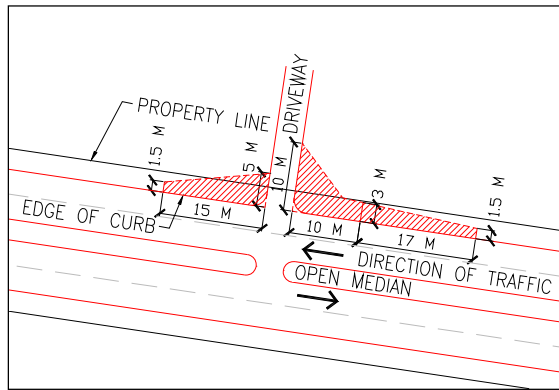 DRIVEWAY
PROPERTY LINE
1.5 M
5 M
10 M
3 M
1.5 M
EDGE OF CURB
15 M
10 M
17 M
DIRECTION OF TRAFFIC
OPEN MEDIAN